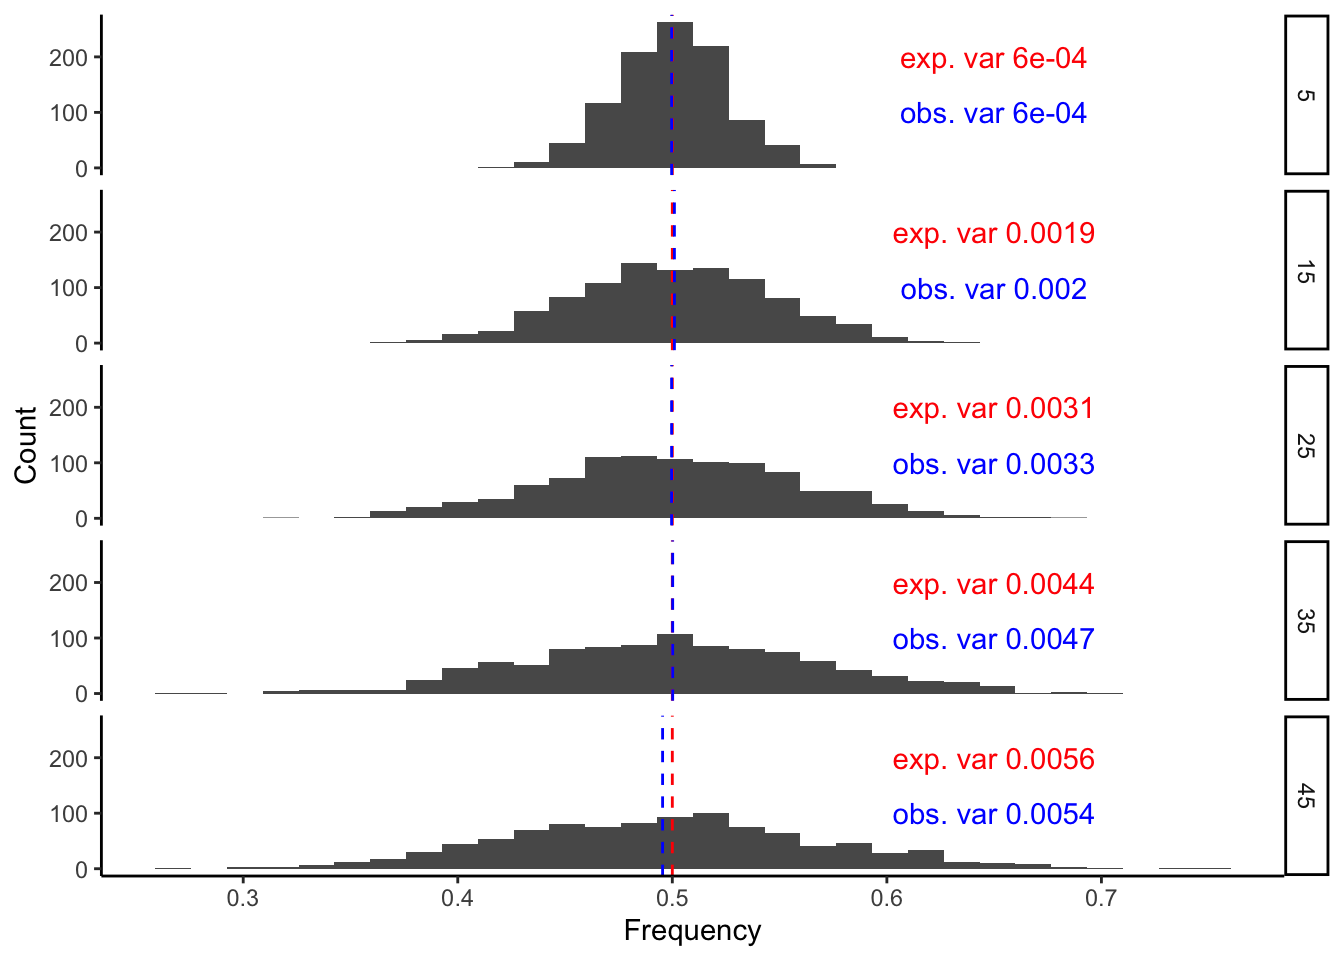 200
100
0
exp. var 6e-04
obs. var 6e-04
5
200
100
0
exp. var 0.0019
obs. var 0.002
15
Count
200
100
0
exp. var 0.0031
obs. var 0.0033
25
200
100
0
exp. var 0.0044
obs. var 0.0047
35
200
100
0
exp. var 0.0056
obs. var 0.0054
45
0.3 0.4 0.5 0.6 0.7
Frequency